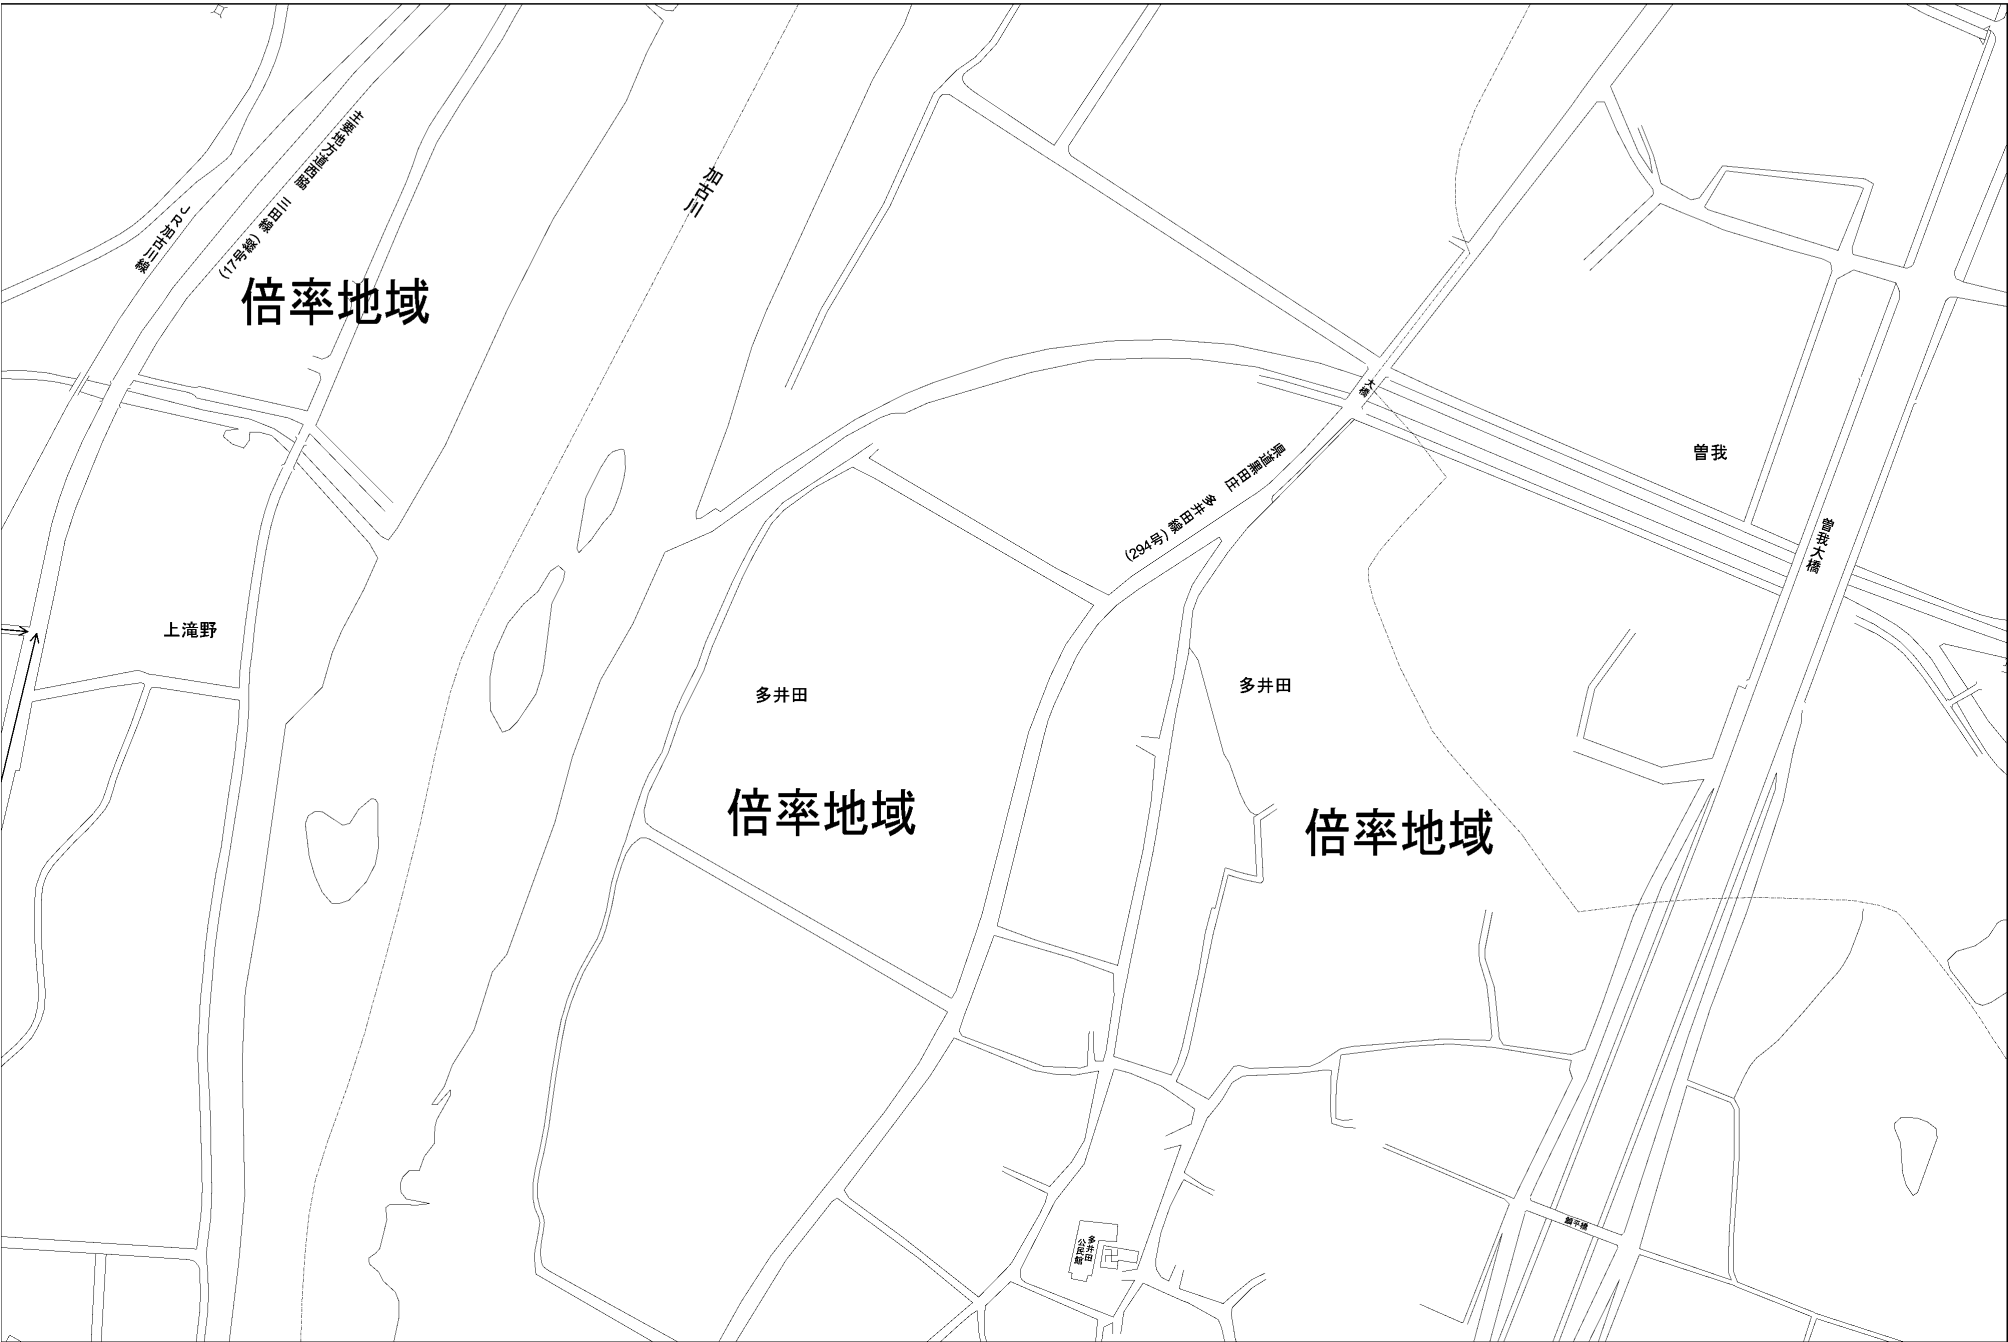 主要地方道西脇　三田線
(17号線)
JR加古川線
加古川
倍率地域
大橋
曽我
県道黒田庄　多井田線
(294号)
曽我大橋
上滝野
多井田
多井田
倍率地域
倍率地域
多井田
公民館